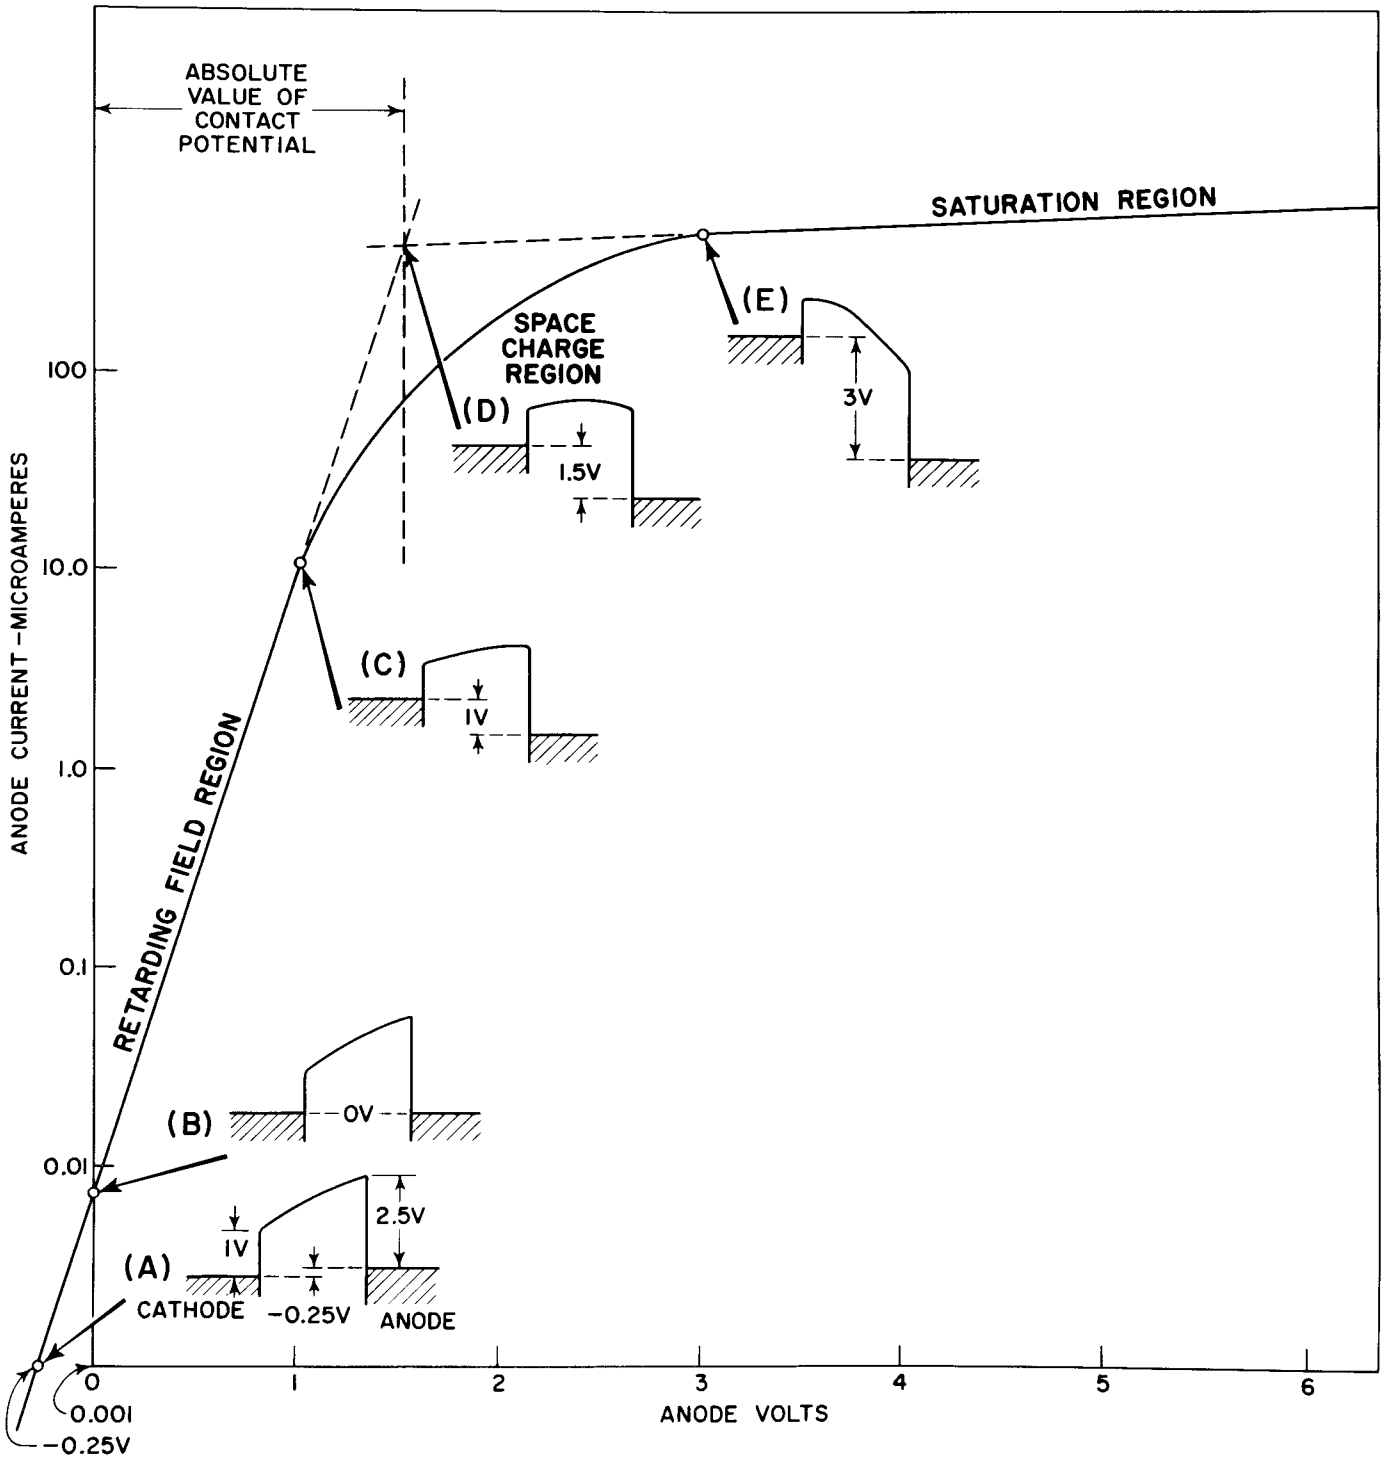 ABSOLUTE
VALUE OF
CONTACT
POTENTIAL
SATURATION REGION
(E)
3V
SPACE
CHARGE
REGION
(D)
1.5V
100
10.0
1.0
0.1
0.01
ANODE CURRENT-MICROAMPERES
(C)
1V
RETARDING FIELD REGION
(B)
0V
(A)
1V
2.5V
-0.25V
CATHODE
ANODE
0 1 2 3 4 5 6
0.001
-0.25V
ANODE VOLTS